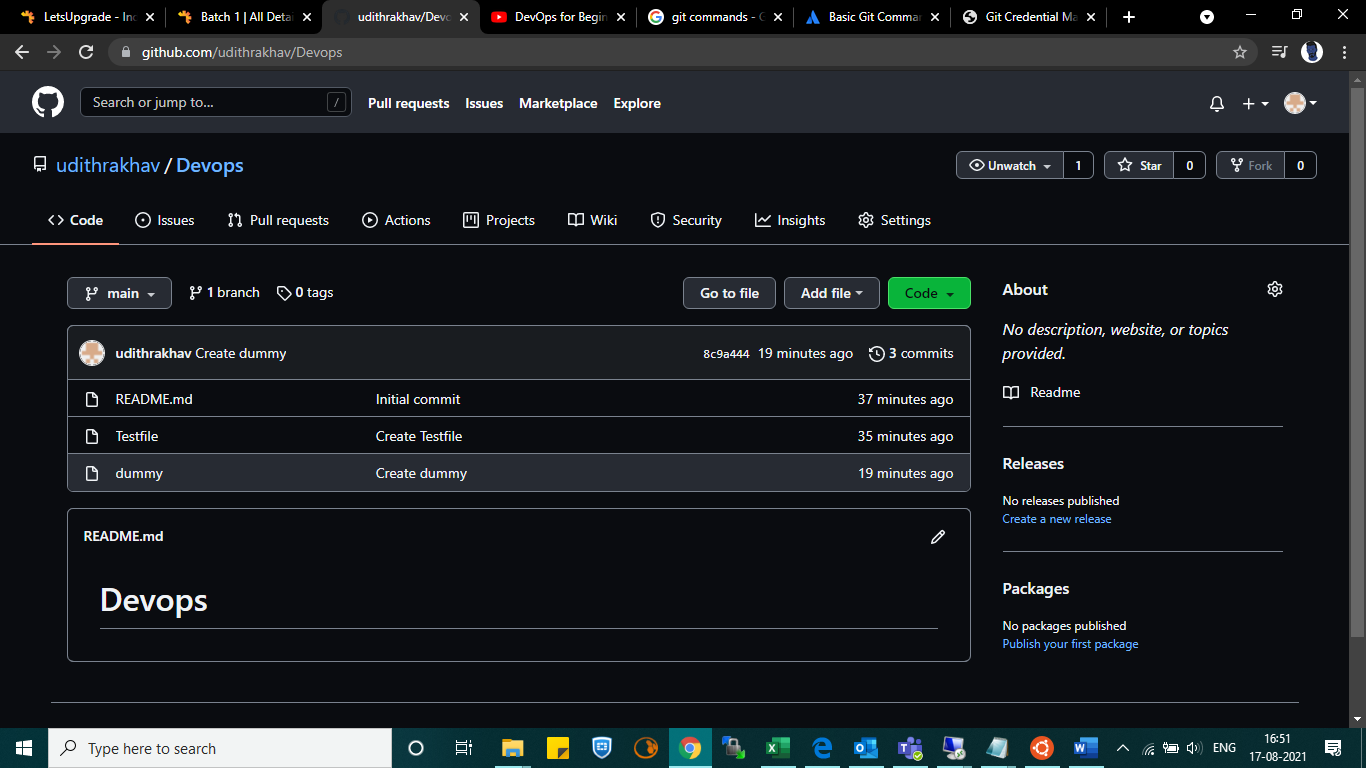 LetsUpgrade - Inc
Batch 1 | All Detai
udithrakhav/Devo
DevOps for Begin
git commands - G
Basic Git Comman
Git Credential Ma
github.com/udithrakhav/Devops
Search or jump to... /
Pull requests Issues Marketplace Explore
udithrakhav / Devops
Unwatch 1 Star 0 Fork 0
Code Issues Pull requests Actions Projects Wiki Security Insights Settings
main 1 branch 0 tags Go to file Add file Code
udithrakhav Create dummy 8c9a444 19 minutes ago 3 commits
README.md Initial commit 37 minutes ago
Testfile Create Testfile 35 minutes ago
dummy Create dummy 19 minutes ago
README.md
Devops
About
No description, website, or topics
provided.
Readme
Releases
No releases published
Create a new release
Packages
No packages published
Publish your first package
Type here to search
ENG
16:51
17-08-2021